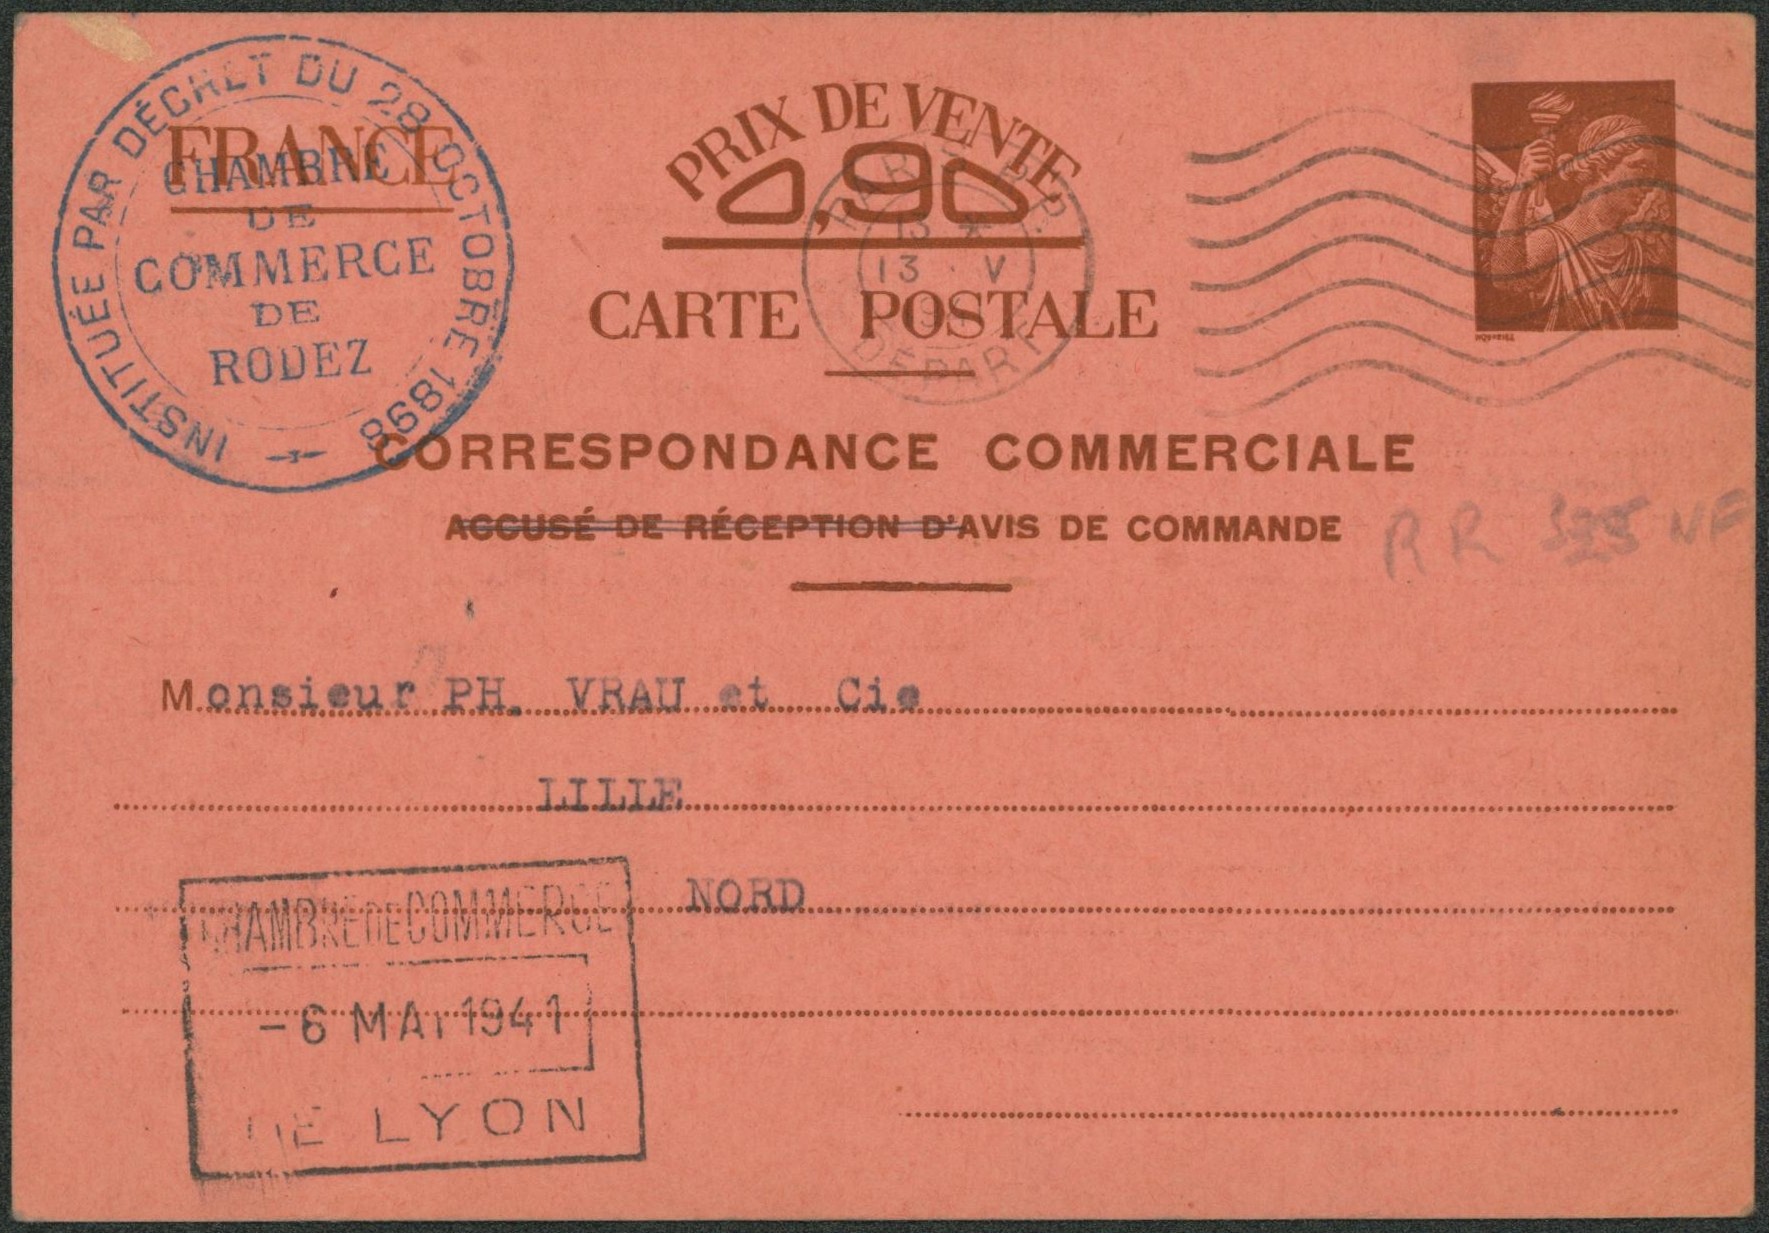 INSTITUÉE PAR DÉCRET DU 28 OCTOBRE 1898
CHAMBRE
DE
COMMERCE
DE
RODEZ
FRANCE
PRIX DE VENTE
0,90
CARTE POSTALE
13 *
13 V
DÉPART
CORRESPONDANCE COMMERCIALE
ACCUSÉ DE RÉCEPTION D'AVIS DE COMMANDE
RR NF
Monsieur PH. VRAU et Cie
LILLE
NORD
CHAMBRE DE COMMERCE
-6 MAI 1941
DE LYON